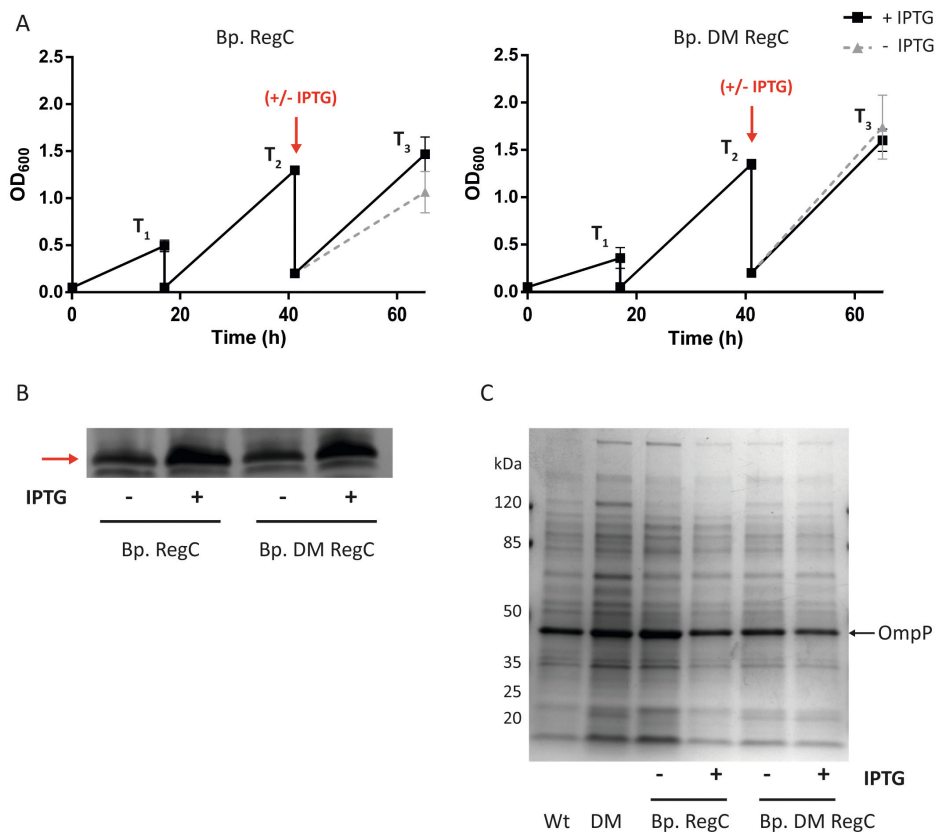 A
Bp. RegC
Bp. DM RegC
+ IPTG
- IPTG
OD600
2.5
2.0
1.5
1.0
0.5
0.0
(+/- IPTG)
T1
T2
T3
0 20 40 60
Time (h)
2.5
2.0
1.5
1.0
0.5
0.0
(+/- IPTG)
T1
T2
T3
0 20 40 60
Time (h)
B
IPTG - + - +
Bp. RegC Bp. DM RegC
C
kDa
120
85
50
35
25
20
OmpP
- + - + IPTG
Wt DM Bp. RegC Bp. DM RegC